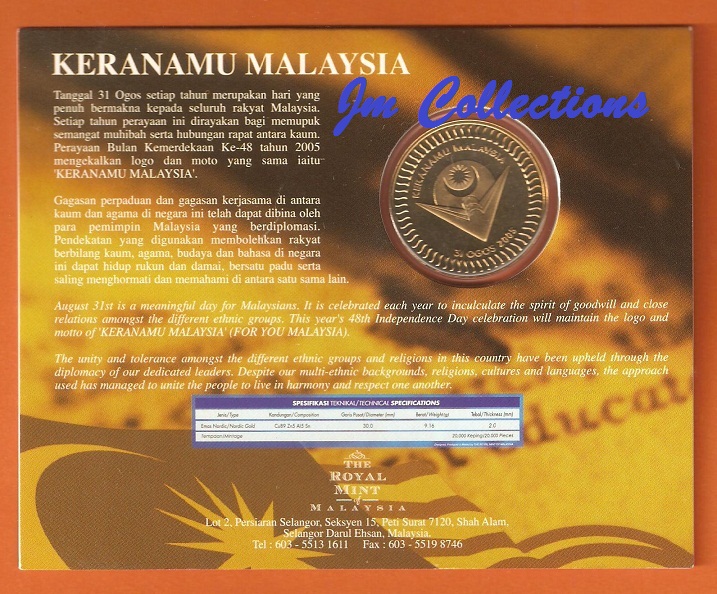 KERANAMU MALAYSIA
Jm Collections
Tanggal 31 Ogos setiap tahun merupakan hari yang
penuh bermakna kepada seluruh rakyat Malaysia.
Setiap tahun perayaan ini dirayakan bagi memupuk
semangat muhibah serta hubungan rapat antara kaum.
Perayaan Bulan Kemerdekaan Ke-48 tahun 2005
mengekalkan logo dan moto yang sama iaitu
'KERANAMU MALAYSIA'.
Gagasan perpaduan dan gagasan kerjasama di antara
kaum dan agama di negara ini telah dapat dibina oleh
para pemimpin Malaysia yang berdiplomasi.
Pendekatan yang digunakan membolehkan rakyat
berbilang kaum, agama, budaya dan bahasa di negara
ini dapat hidup rukun dan damai, bersatu padu serta
saling menghormati dan memahami di antara satu sama lain.
KERANAMU MALAYSIA
31 OGOS 2005
August 31st is a meaningful day for Malaysians. It is celebrated each year to inculculate the spirit of goodwill and close
relations amongst the different ethnic groups. This year's 48th Independence Day celebration will maintain the logo and
motto of 'KERANAMU MALAYSIA' (FOR YOU MALAYSIA).
The unity and tolerance amongst the different ethnic groups and religions in this country have been upheld through the
diplomacy of our dedicated leaders. Despite our multi-ethnic backgrounds, religions, cultures and languages, the approach
used has managed to unite the people to live in harmony and respect one another.
SPESIFIKASI TEKNIKAL/TECHNICAL SPECIFICATIONS
Jenis/Type Kandungan/Composition Garis Pusat/Diameter (mm) Berat/Weight(g) Tebal/Thickness (mm)
Emas Nordic/Nordic Gold Cu89 Zn5 Al5 Sn 30.0 9.16 2.0
Tempaan/Mintage 20,000 Keping/20,000 Pieces
educat
THE
ROYAL
MINT
of
MALAYSIA
Lot 2, Persiaran Selangor, Seksyen 15, Peti Surat 7120, Shah Alam,
Selangor Darul Ehsan, Malaysia.
Tel : 603 - 5513 1611 Fax : 603 - 5519 8746